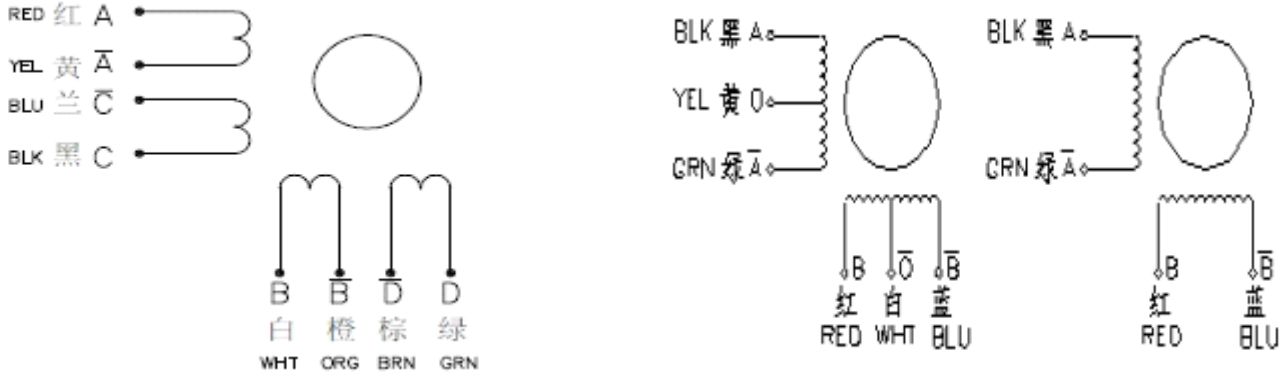 RED 红 A
YEL 黄 A̅
BLU 兰 C̅
BLK 黑 C
B B̅ D̅ D
白 橙 棕 绿
WHT ORG BRN GRN
BLK 黑 A
YEL 黄 O
GRN 绿 A̅
B O̅ B̅
红 白 蓝
RED WHT BLU
BLK 黑 A
GRN 绿 A̅
B B̅
红 蓝
RED BLU